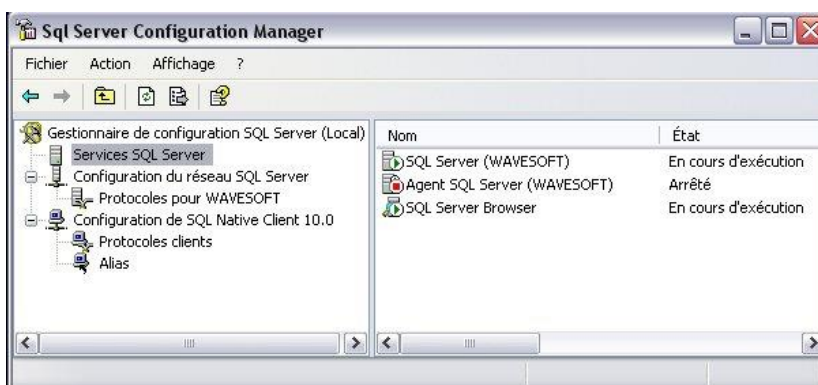 Sql Server Configuration Manager
Fichier Action Affichage ?
Gestionnaire de configuration SQL Server (Local)
Services SQL Server
Configuration du réseau SQL Server
Protocoles pour WAVESOFT
Configuration de SQL Native Client 10.0
Protocoles clients
Alias
Nom État
SQL Server (WAVESOFT) En cours d'exécution
Agent SQL Server (WAVESOFT) Arrêté
SQL Server Browser En cours d'exécution